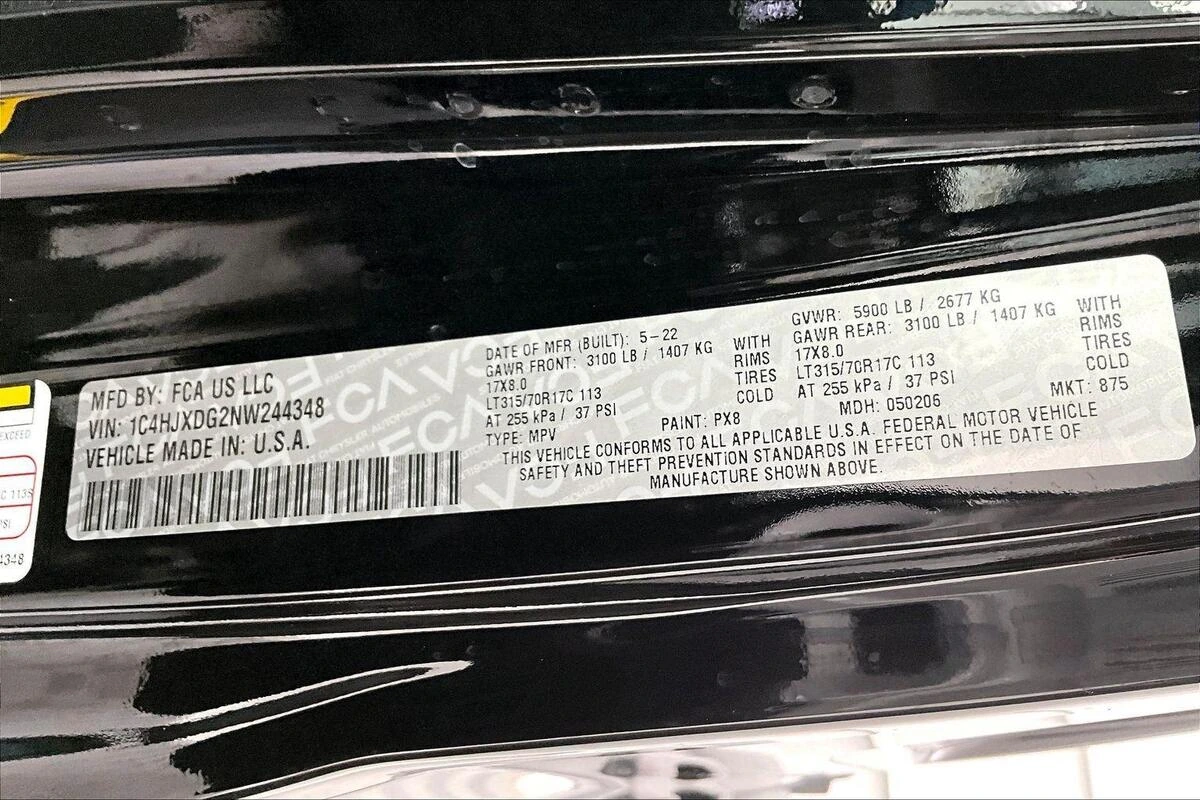 EXCEED
C 113S
PSI
4348
MFD BY: FCA US LLC
VIN: 1C4HJXDG2NW244348
VEHICLE MADE IN: U.S.A.
DATE OF MFR (BUILT): 5-22
GAWR FRONT: 3100 LB / 1407 KG WITH
17X8.0 RIMS
LT315/70R17C 113 TIRES
AT 255 kPa / 37 PSI COLD
TYPE: MPV
GVWR: 5900 LB / 2677 KG
GAWR REAR: 3100 LB / 1407 KG WITH
17X8.0 RIMS
LT315/70R17C 113 TIRES
AT 255 kPa / 37 PSI COLD
PAINT: PX8 MDH: 050206 MKT: 875
THIS VEHICLE CONFORMS TO ALL APPLICABLE U.S.A. FEDERAL MOTOR VEHICLE
SAFETY AND THEFT PREVENTION STANDARDS IN EFFECT ON THE DATE OF
MANUFACTURE SHOWN ABOVE.